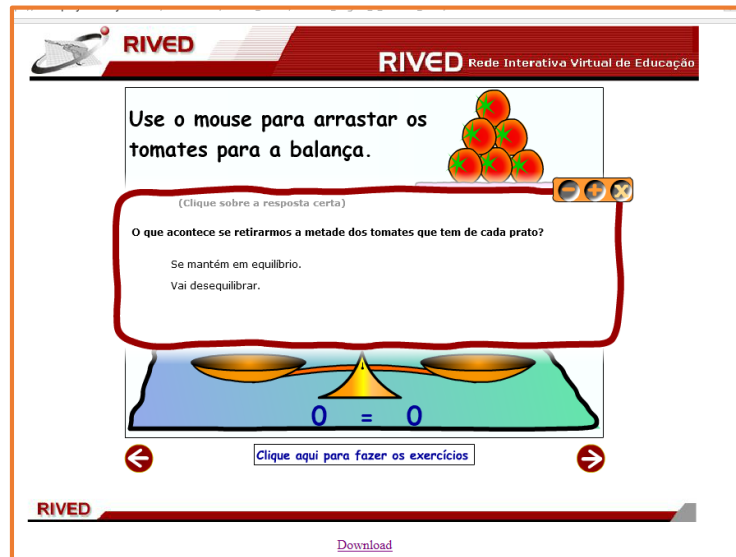 RIVED
RIVED Rede Interativa Virtual de Educação
Use o mouse para arrastar os
tomates para a balança.
(Clique sobre a resposta certa)
O que acontece se retirarmos a metade dos tomates que tem de cada prato?
Se mantém em equilíbrio.
Vai desequilibrar.
0 = 0
Clique aqui para fazer os exercícios
RIVED
Download